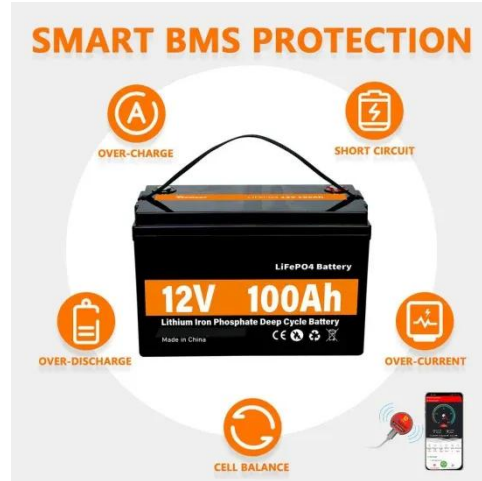 SMART BMS PROTECTION
OVER-CHARGE
SHORT CIRCUIT
LiFePO4 Battery
12V 100Ah
Lithium Iron Phosphate Deep Cycle Battery
Made in China
CE
OVER-DISCHARGE
OVER-CURRENT
CELL BALANCE